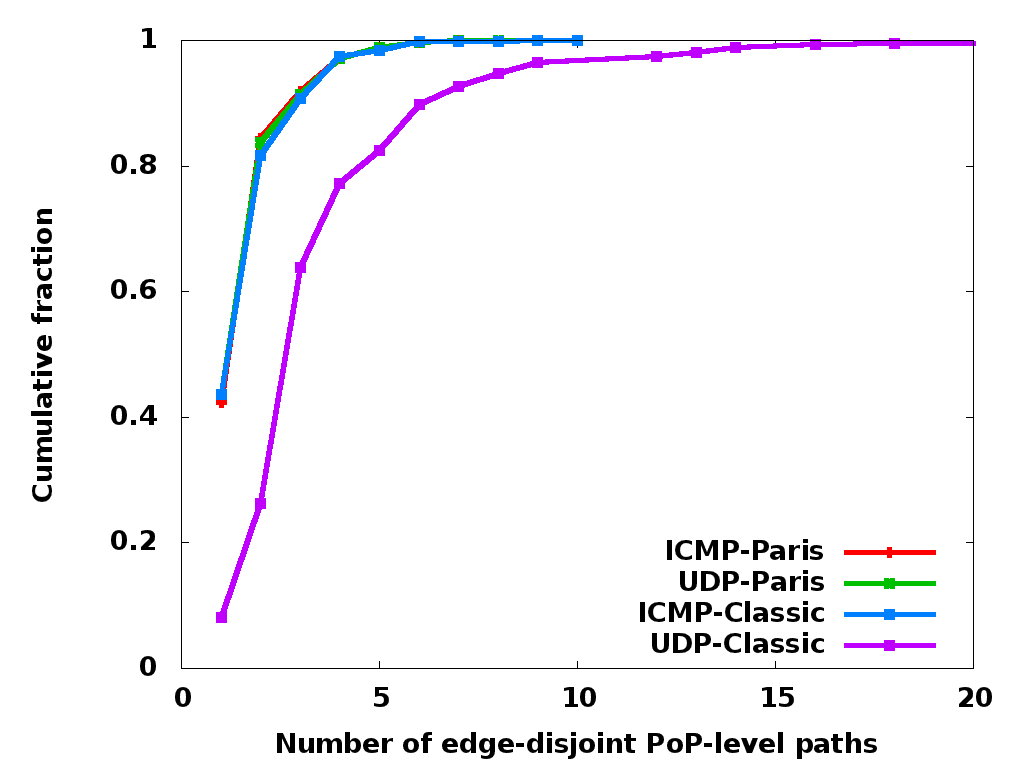 1
0.8
0.6
0.4
0.2
0
0 5 10 15 20
Cumulative fraction
Number of edge-disjoint PoP-level paths
ICMP-Paris
UDP-Paris
ICMP-Classic
UDP-Classic